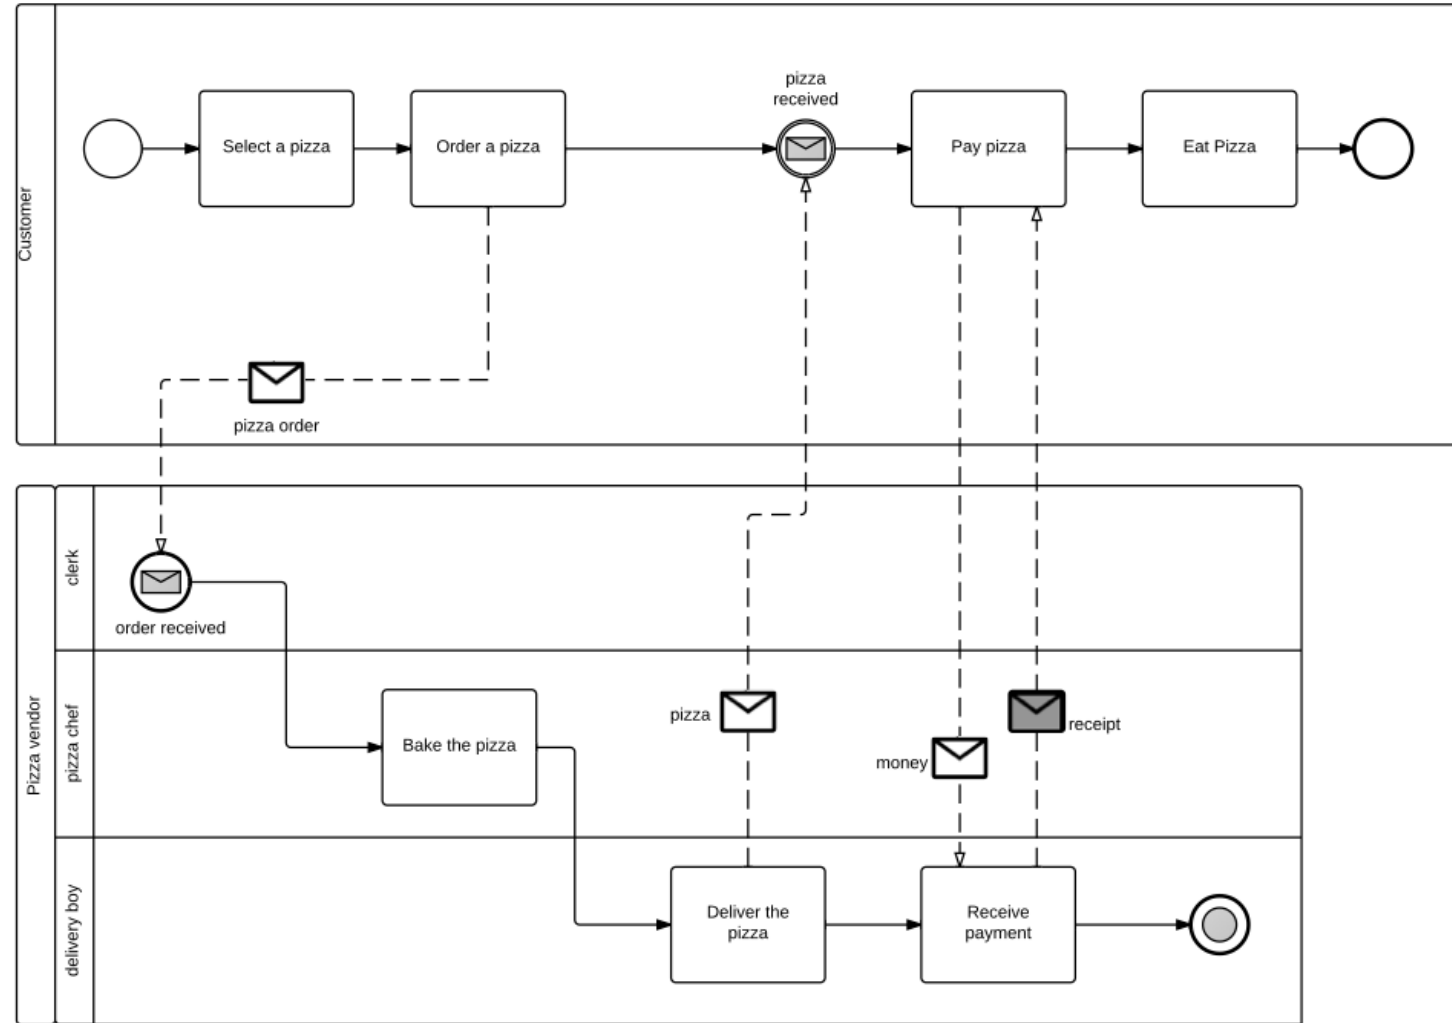 Customer
pizza
received
Select a pizza
Order a pizza
Pay pizza
Eat Pizza
pizza order
Pizza vendor
clerk
order received
pizza chef
Bake the pizza
pizza
receipt
money
delivery boy
Deliver the
pizza
Receive
payment